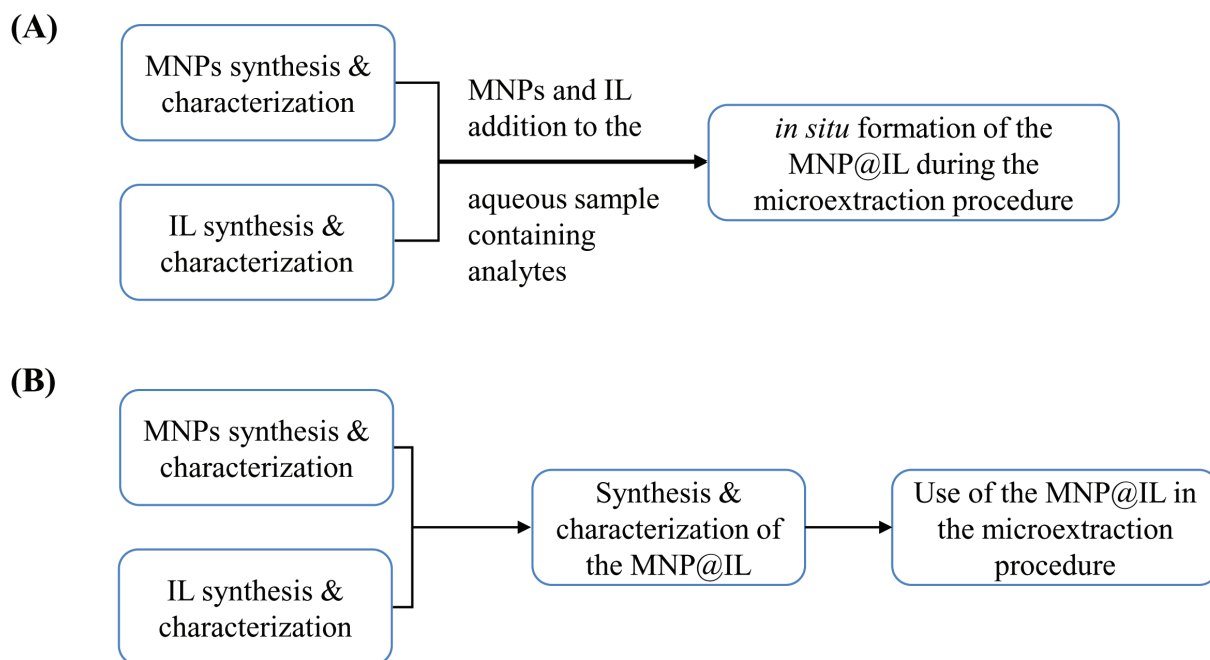 (A)
MNPs synthesis &
characterization
IL synthesis &
characterization
MNPs and IL
addition to the
aqueous sample
containing
analytes
in situ formation of the
MNP@IL during the
microextraction procedure
(B)
MNPs synthesis &
characterization
IL synthesis &
characterization
Synthesis &
characterization of
the MNP@IL
Use of the MNP@IL in
the microextraction
procedure